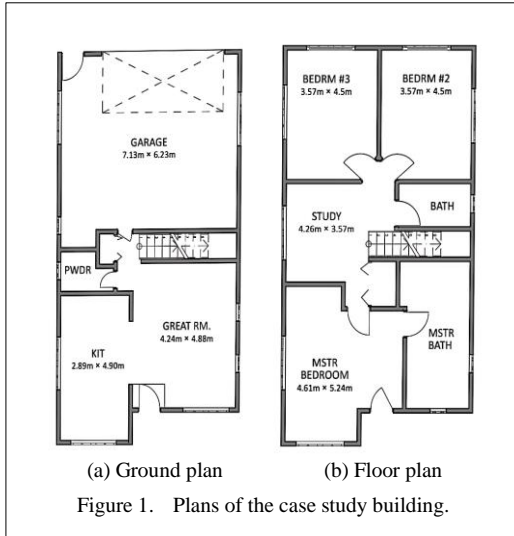 GARAGE
7.13m × 6.23m
PWDR
GREAT RM.
4.24m × 4.88m
KIT
2.89m × 4.90m
BEDRM #3
3.57m × 4.5m
BEDRM #2
3.57m × 4.5m
BATH
STUDY
4.26m × 3.57m
MSTR
BATH
MSTR
BEDROOM
4.61m × 5.24m
(a) Ground plan
(b) Floor plan
Figure 1. Plans of the case study building.